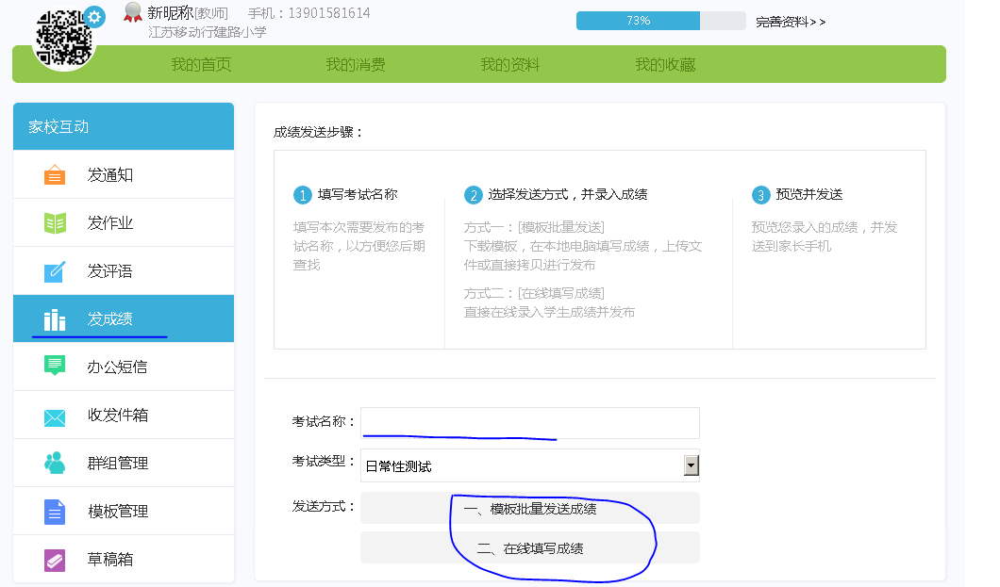 新昵称[教师] 手机：13901581614
江苏移动行建路小学
73%
完善资料>>
我的首页 我的消费 我的资料 我的收藏
家校互动
发通知
发作业
发评语
发成绩
办公短信
收发件箱
群组管理
模板管理
草稿箱
成绩发送步骤：
1 填写考试名称
填写本次需要发布的考
试名称，以方便您后期
查找
2 选择发送方式，并录入成绩
方式一：[模板批量发送]
下载模板，在本地电脑填写成绩，上传文
件或直接拷贝进行发布
方式二：[在线填写成绩]
直接在线录入学生成绩并发布
3 预览并发送
预览您录入的成绩，并发
送到家长手机
考试名称：
考试类型：日常性测试
发送方式：一、模板批量发送成绩
二、在线填写成绩